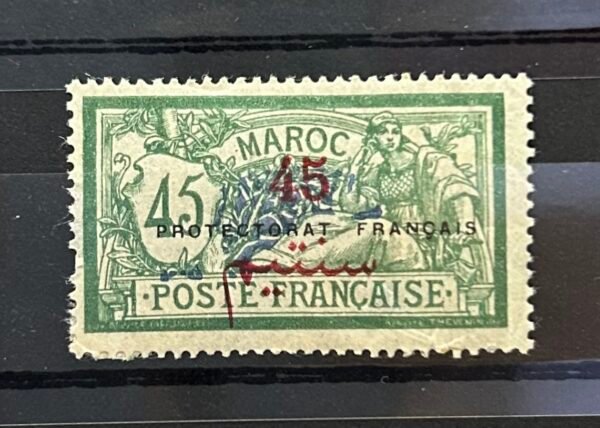 MAROC
45
45
PROTECTORAT FRANÇAIS
سنتيم
·POSTE·FRANÇAISE·